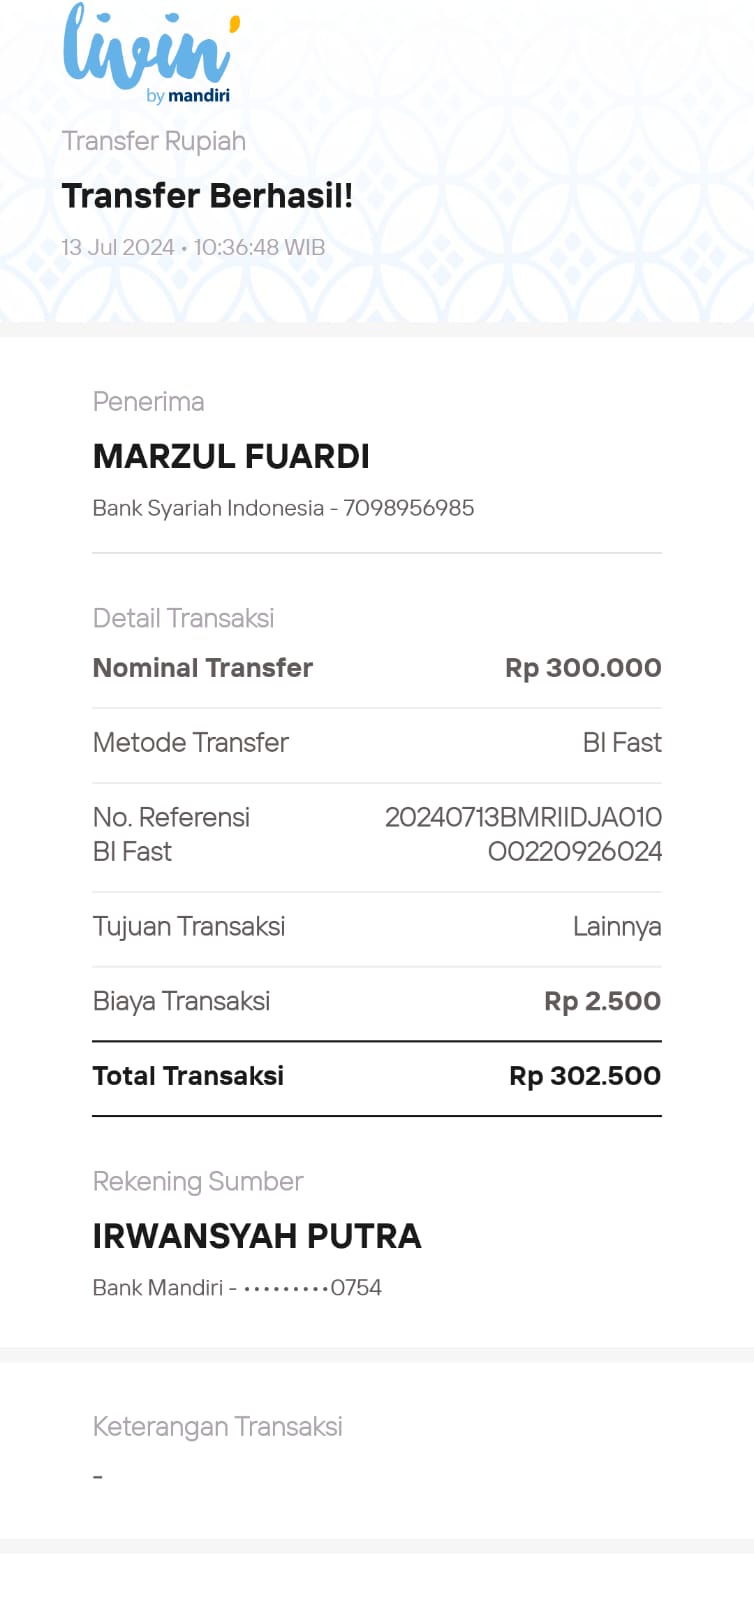 livin'
by mandiri
Transfer Rupiah
Transfer Berhasil!
13 Jul 2024 • 10:36:48 WIB
Penerima
MARZUL FUARDI
Bank Syariah Indonesia - 7098956985
Detail Transaksi
Nominal Transfer Rp 300.000
Metode Transfer BI Fast
No. Referensi 20240713BMRIIDJA010
BI Fast O0220926024
Tujuan Transaksi Lainnya
Biaya Transaksi Rp 2.500
Total Transaksi Rp 302.500
Rekening Sumber
IRWANSYAH PUTRA
Bank Mandiri - •••••••••0754
Keterangan Transaksi
-